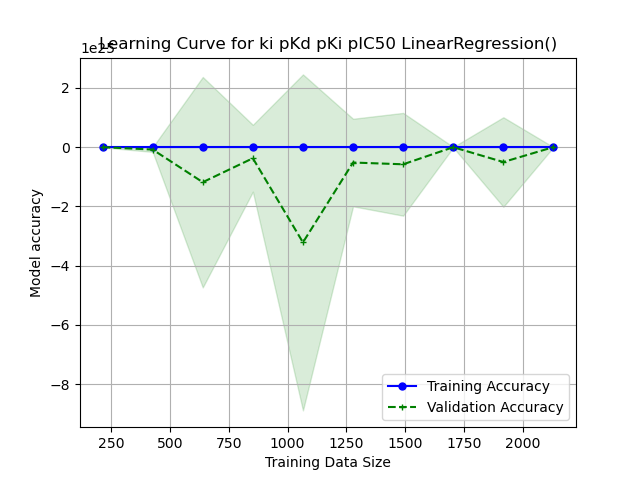 Learning Curve for ki pKd pKi pIC50 LinearRegression()
1e25
2
0
−2
−4
−6
−8
Model accuracy
250 500 750 1000 1250 1500 1750 2000
Training Data Size
Training Accuracy
Validation Accuracy